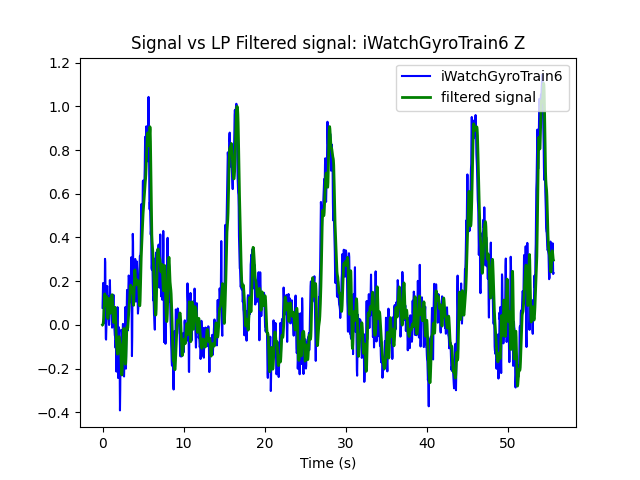 Signal vs LP Filtered signal: iWatchGyroTrain6 Z
iWatchGyroTrain6
filtered signal
1.2
1.0
0.8
0.6
0.4
0.2
0.0
−0.2
−0.4
0 10 20 30 40 50
Time (s)